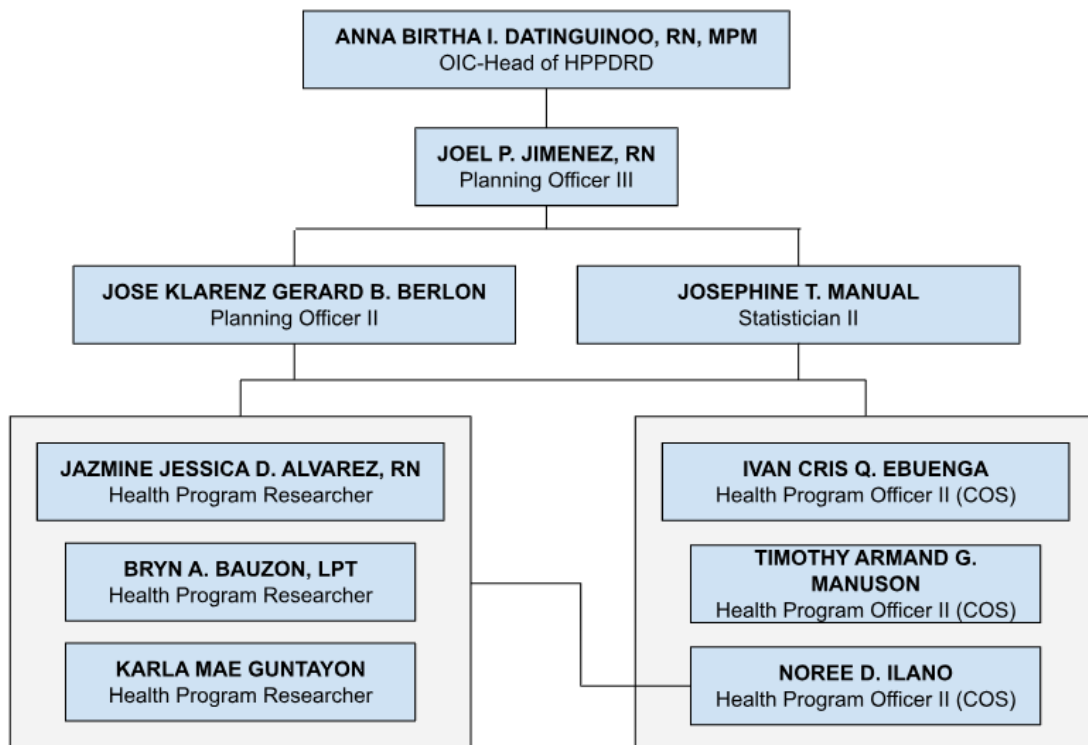 ANNA BIRTHA I. DATINGUINOO, RN, MPM
OIC-Head of HPPDRD
JOEL P. JIMENEZ, RN
Planning Officer III
JOSE KLARENZ GERARD B. BERLON
Planning Officer II
JOSEPHINE T. MANUAL
Statistician II
JAZMINE JESSICA D. ALVAREZ, RN
Health Program Researcher
BRYN A. BAUZON, LPT
Health Program Researcher
KARLA MAE GUNTAYON
Health Program Researcher
IVAN CRIS Q. EBUENGA
Health Program Officer II (COS)
TIMOTHY ARMAND G.
MANUSON
Health Program Officer II (COS)
NOREE D. ILANO
Health Program Officer II (COS)